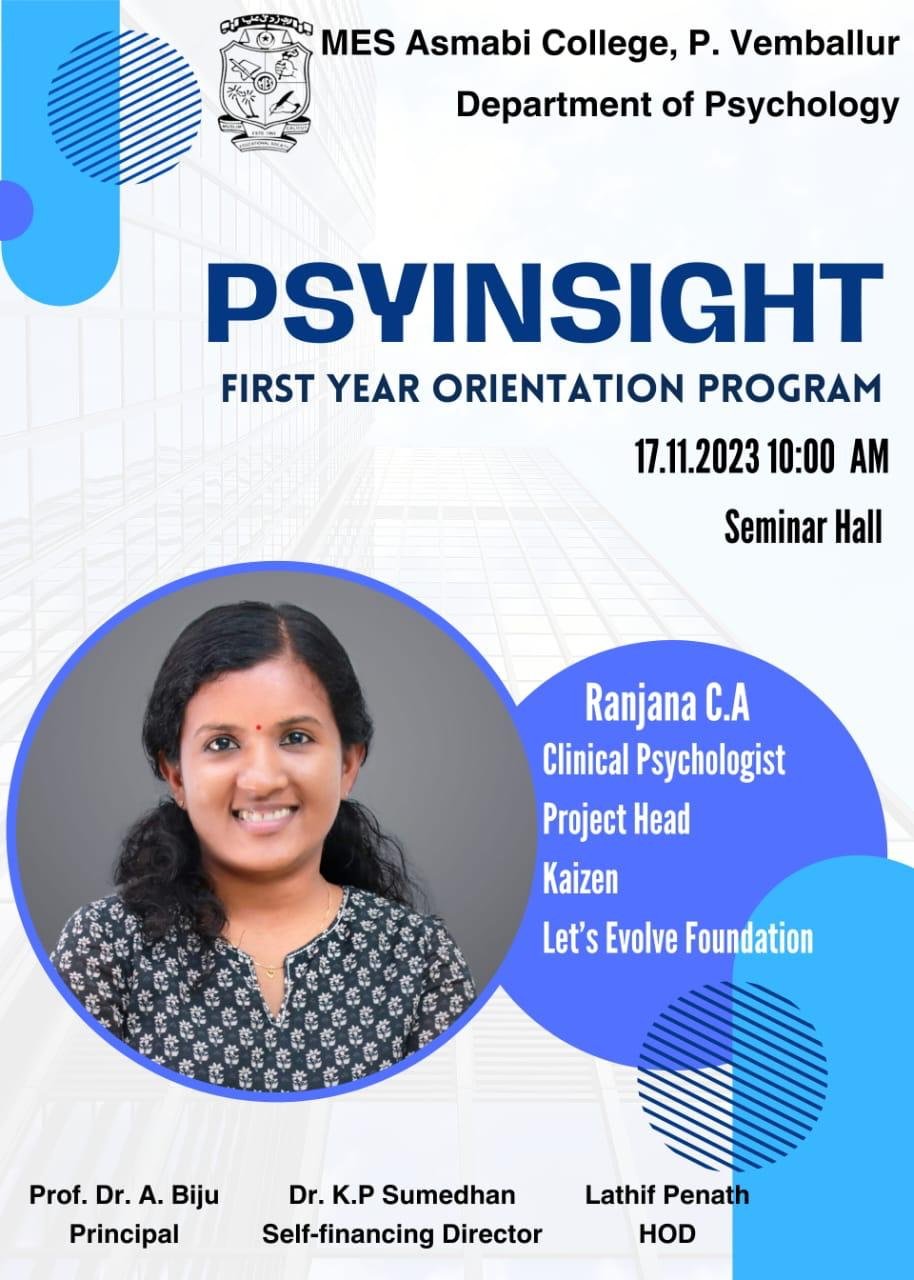 MES Asmabi College, P. Vemballur
Department of Psychology
PSYINSIGHT
FIRST YEAR ORIENTATION PROGRAM
17.11.2023 10:00 AM
Seminar Hall
Ranjana C.A
Clinical Psychologist
Project Head
Kaizen
Let's Evolve Foundation
Prof. Dr. A. Biju
Principal
Dr. K.P Sumedhan
Self-financing Director
Lathif Penath
HOD